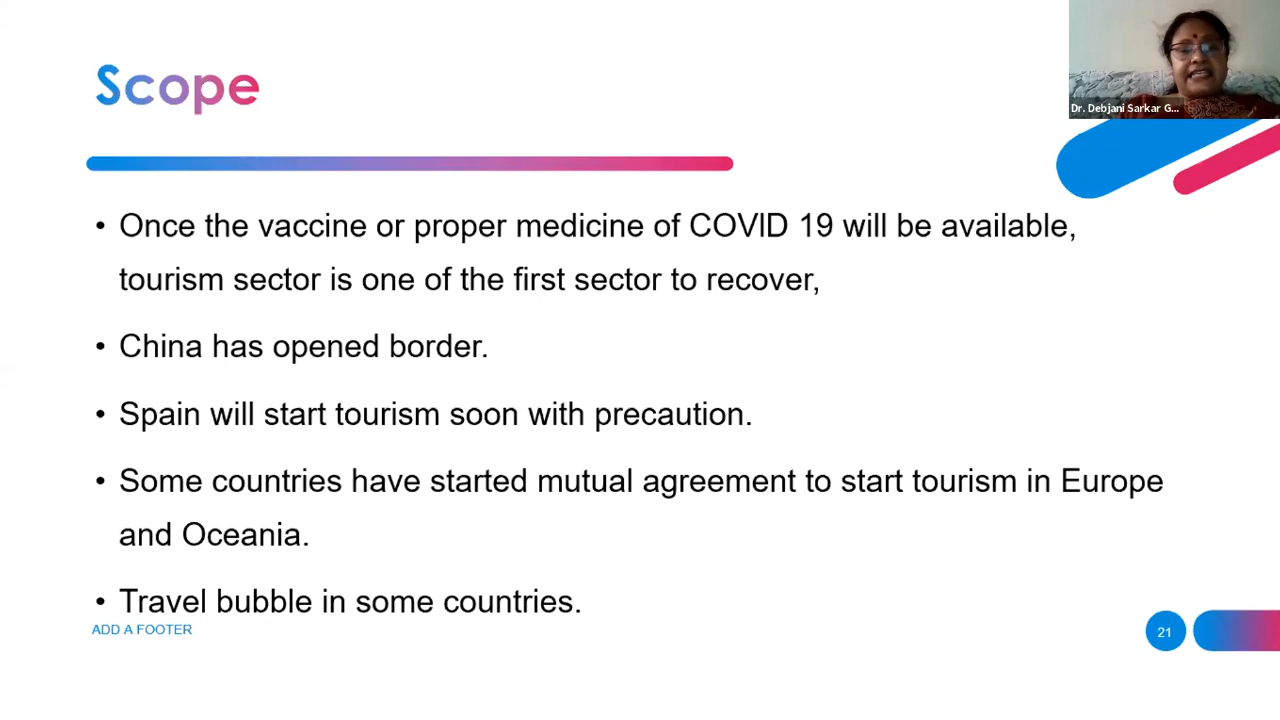 Scope
Dr. Debjani Sarkar G...
• Once the vaccine or proper medicine of COVID 19 will be available,
tourism sector is one of the first sector to recover,
• China has opened border.
• Spain will start tourism soon with precaution.
• Some countries have started mutual agreement to start tourism in Europe
and Oceania.
• Travel bubble in some countries.
ADD A FOOTER
21